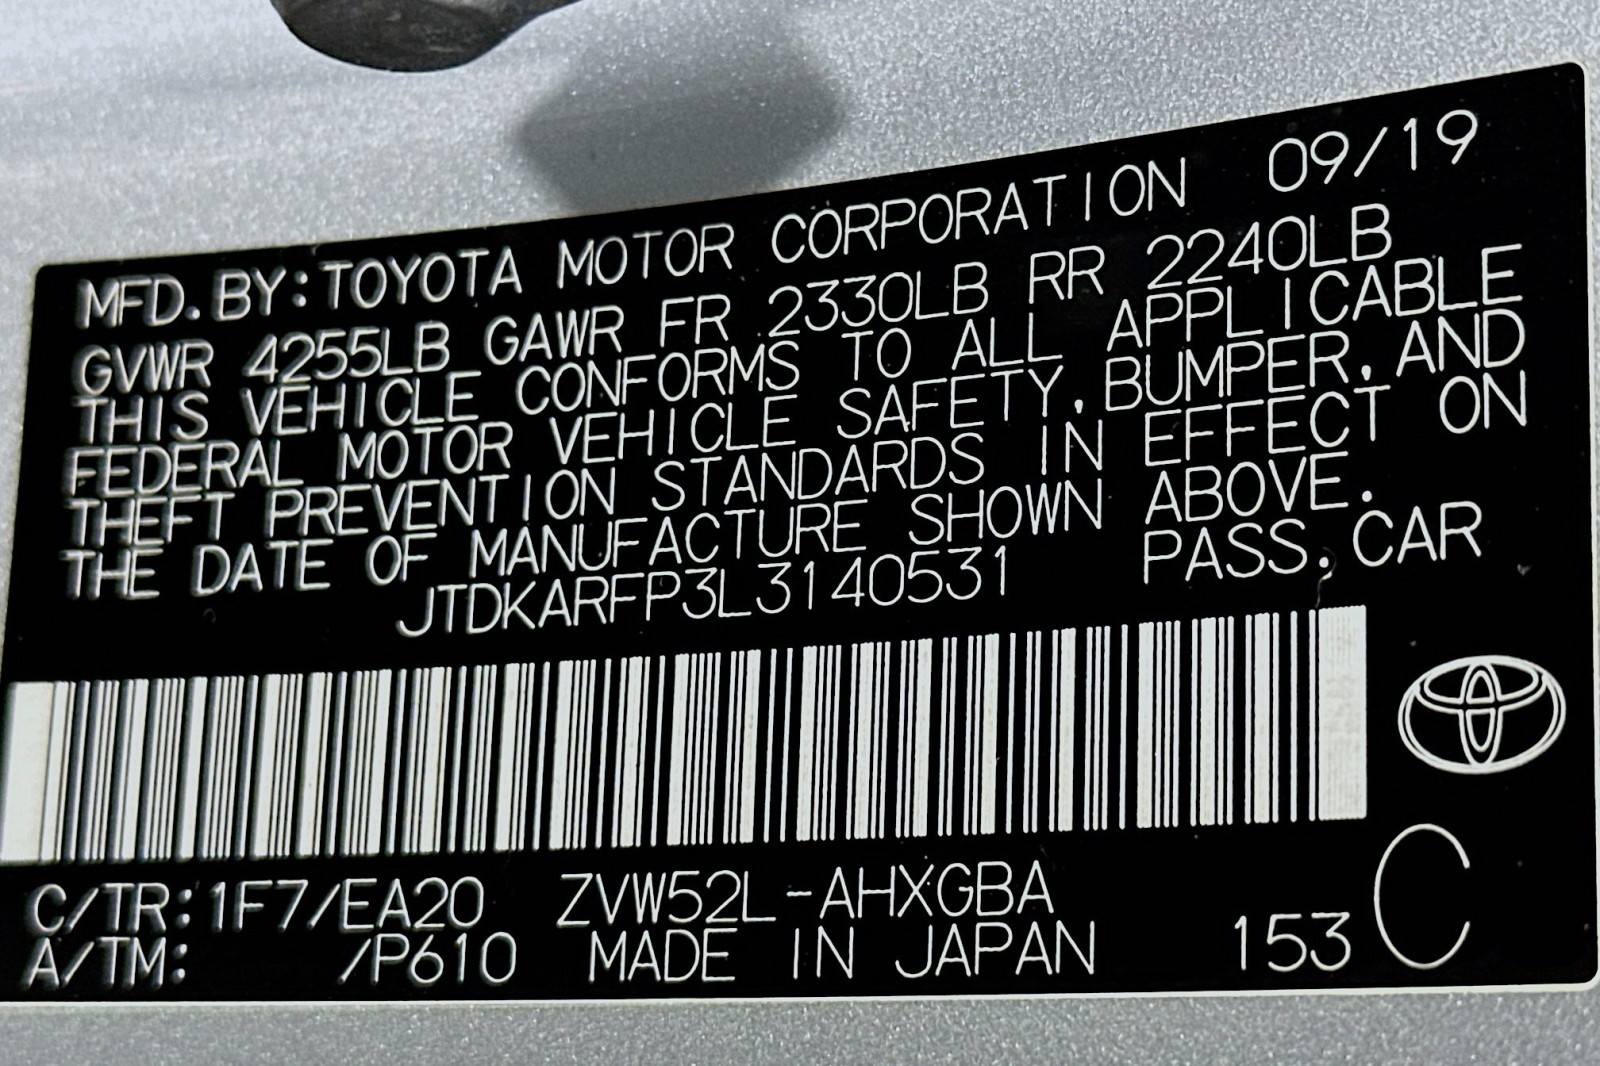 MFD. BY: TOYOTA MOTOR CORPORATION 09/19
GVWR 4255LB GAWR FR 2330LB RR 2240LB
THIS VEHICLE CONFORMS TO ALL APPLICABLE
FEDERAL MOTOR VEHICLE SAFETY, BUMPER, AND
THEFT PREVENTION STANDARDS IN EFFECT ON
THE DATE OF MANUFACTURE SHOWN ABOVE.
JTDKARFP3L3140531 PASS. CAR
C/TR: 1F7/EA20 ZVW52L-AHXGBA
A/TM: /P610 MADE IN JAPAN 153 C